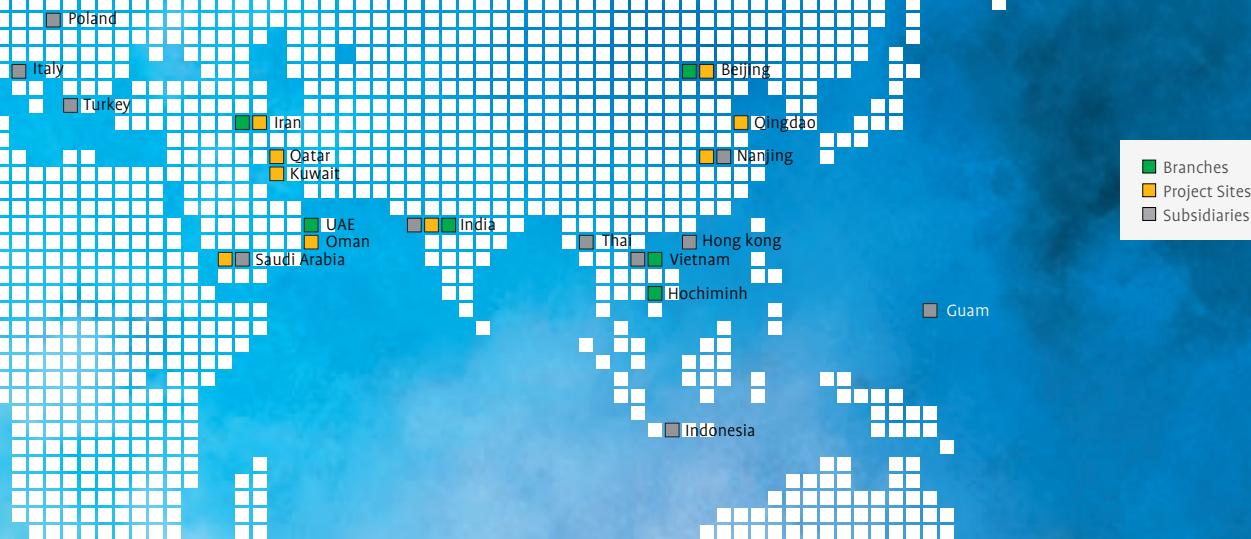 Poland
Italy
Beijing
Turkey
Iran
Qingdao
Qatar
Nanjing
Kuwait
Branches
Project Sites
Subsidiaries
UAE
India
Oman
Thai
Hong kong
Saudi Arabia
Vietnam
Hochiminh
Guam
Indonesia